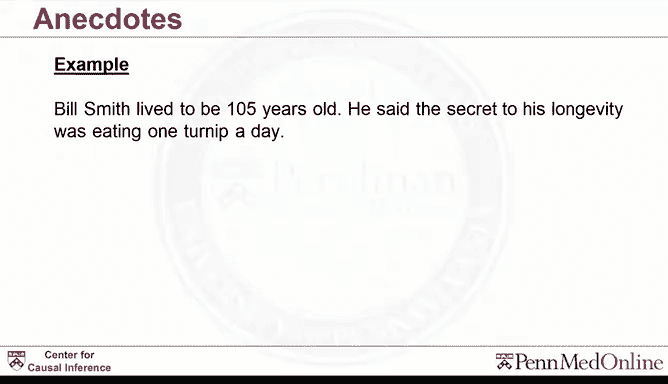 Anecdotes
Example
Bill Smith lived to be 105 years old. He said the secret to his longevity
was eating one turnip a day.
Center for
Causal Inference
PennMedOnline